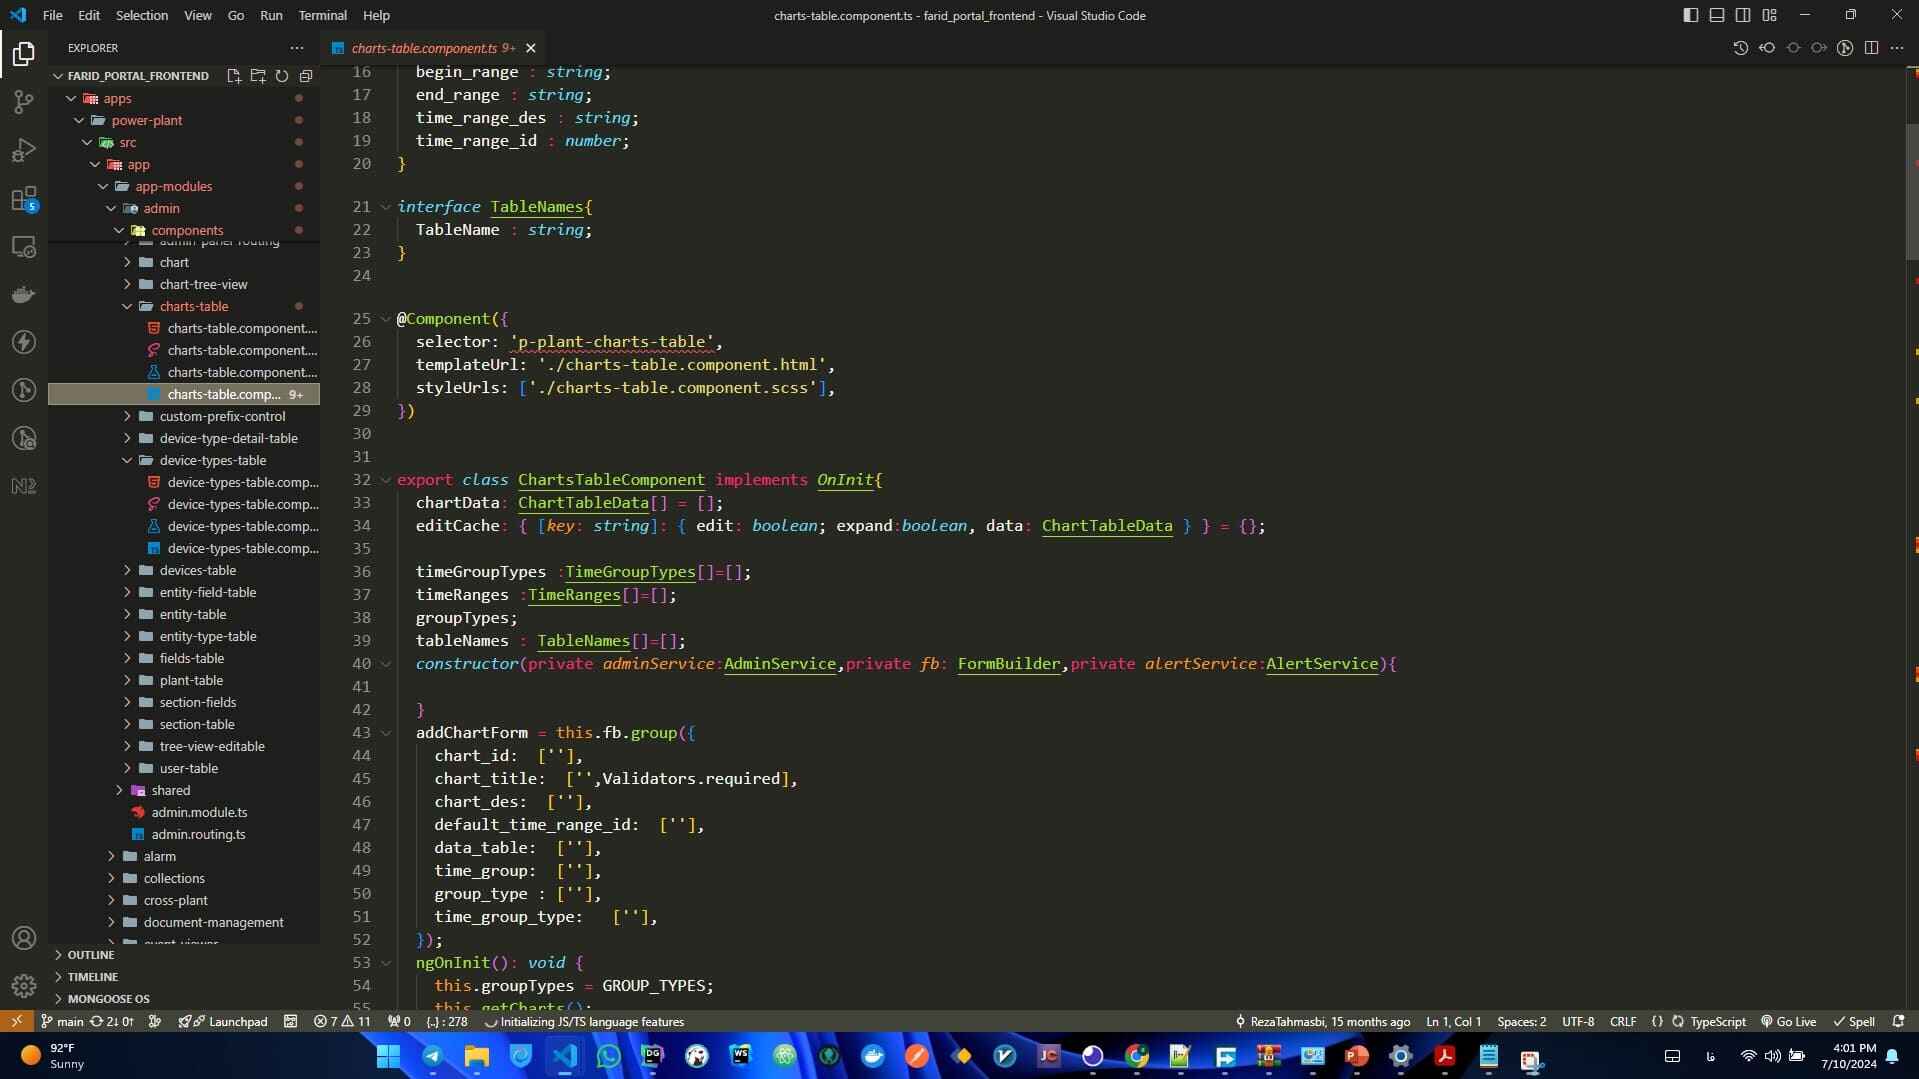 File Edit Selection View Go Run Terminal Help
charts-table.component.ts - farid_portal_frontend - Visual Studio Code
EXPLORER
FARID_PORTAL_FRONTEND
apps
power-plant
src
app
app-modules
admin
components
admin-panel-routing
chart
chart-tree-view
charts-table
charts-table.component....
charts-table.component....
charts-table.component....
charts-table.comp... 9+
custom-prefix-control
device-type-detail-table
device-types-table
device-types-table.comp...
device-types-table.comp...
device-types-table.comp...
device-types-table.comp...
devices-table
entity-field-table
entity-table
entity-type-table
fields-table
plant-table
section-fields
section-table
tree-view-editable
user-table
shared
admin.module.ts
admin.routing.ts
alarm
collections
cross-plant
document-management
event-viewer
OUTLINE
TIMELINE
MONGOOSE OS
5
charts-table.component.ts 9+
16 begin_range : string;
17 end_range : string;
18 time_range_des : string;
19 time_range_id : number;
20 }
21 interface TableNames{
22 TableName : string;
23 }
24
25 @Component({
26 selector: 'p-plant-charts-table',
27 templateUrl: './charts-table.component.html',
28 styleUrls: ['./charts-table.component.scss'],
29 })
30
31
32 export class ChartsTableComponent implements OnInit{
33 chartData: ChartTableData[] = [];
34 editCache: { [key: string]: { edit: boolean; expand:boolean, data: ChartTableData } } = {};
35
36 timeGroupTypes :TimeGroupTypes[]=[];
37 timeRanges :TimeRanges[]=[];
38 groupTypes;
39 tableNames : TableNames[]=[];
40 constructor(private adminService:AdminService,private fb: FormBuilder,private alertService:AlertService){
41
42 }
43 addChartForm = this.fb.group({
44 chart_id: [''],
45 chart_title: ['',Validators.required],
46 chart_des: [''],
47 default_time_range_id: [''],
48 data_table: [''],
49 time_group: [''],
50 group_type : [''],
51 time_group_type: [''],
52 });
53 ngOnInit(): void {
54 this.groupTypes = GROUP_TYPES;
55 this.getCharts();
main 2↓ 0↑ Launchpad 7 11 0 {..} : 278 Initializing JS/TS language features
RezaTahmasbi, 15 months ago Ln 1, Col 1 Spaces: 2 UTF-8 CRLF {} TypeScript Go Live Spell
92°F
Sunny
DG WS JC
فا
4:01 PM
7/10/2024